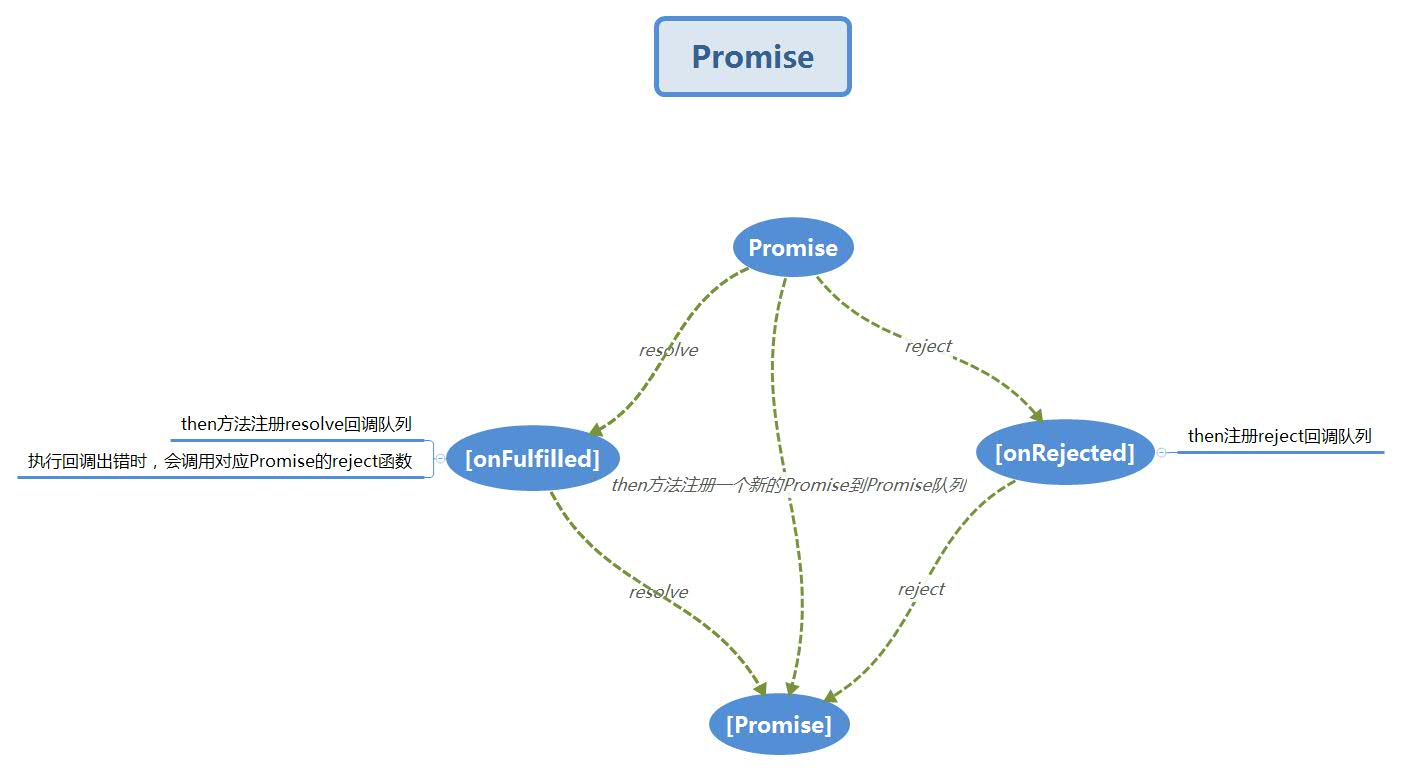 Promise
Promise
resolve
reject
then方法注册resolve回调队列
执行回调出错时，会调用对应Promise的reject函数
[onFulfilled]
[onRejected]
then注册reject回调队列
then方法注册一个新的Promise到Promise队列
resolve
reject
[Promise]